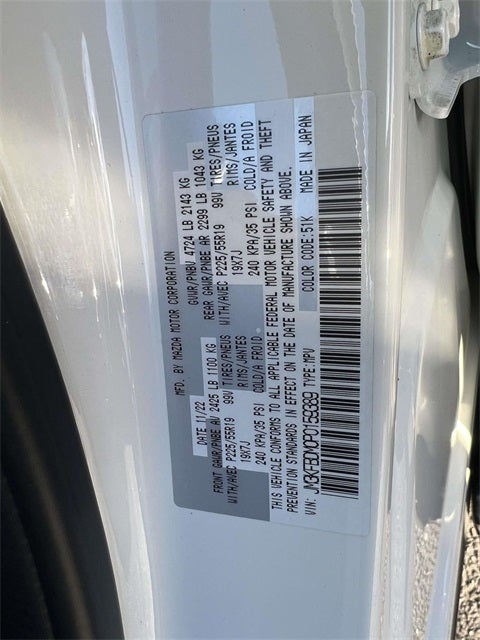 MFD. BY MAZDA MOTOR CORPORATION
DATE 11/22 GVWR/PNBV 4724 LB 2143 KG
FRONT GAWR/PNBE AV 2425 LB 1100 KG REAR GAWR/PNBE AR 2299 LB 1043 KG
WITH/AVEC P225/55R19 99V TIRES/PNEUS WITH/AVEC P225/55R19 99V TIRES/PNEUS
19X7J RIMS/JANTES 19X7J RIMS/JANTES
240 KPA/35 PSI COLD/A FROID 240 KPA/35 PSI COLD/A FROID
THIS VEHICLE CONFORMS TO ALL APPLICABLE FEDERAL MOTOR VEHICLE SAFETY AND THEFT
PREVENTION STANDARDS IN EFFECT ON THE DATE OF MANUFACTURE SHOWN ABOVE.
COLOR CODE:51K MADE IN JAPAN
VIN: TYPE:MPV